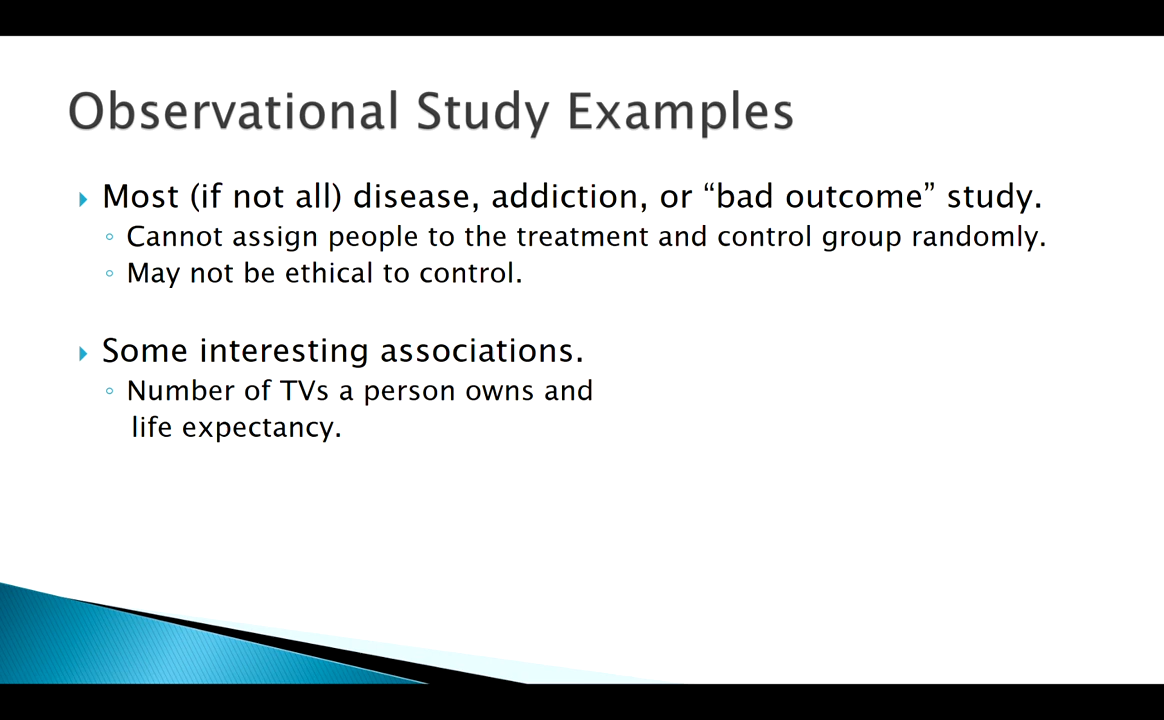 Observational Study Examples
Most (if not all) disease, addiction, or “bad outcome” study.
Cannot assign people to the treatment and control group randomly.
May not be ethical to control.
Some interesting associations.
Number of TVs a person owns and
life expectancy.